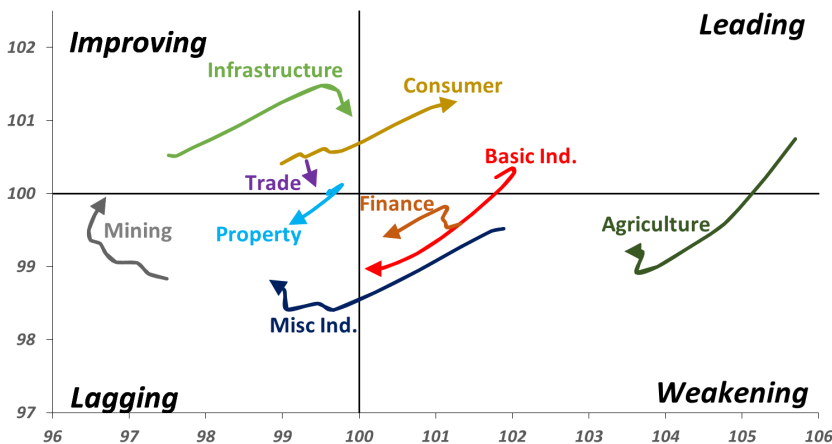 Improving
Leading
102
Infrastructure
Consumer
101
Basic Ind.
Trade
100
Finance
Mining
Property
Agriculture
99
Misc Ind.
98
Lagging
Weakening
97
96 97 98 99 100 101 102 103 104 105 106